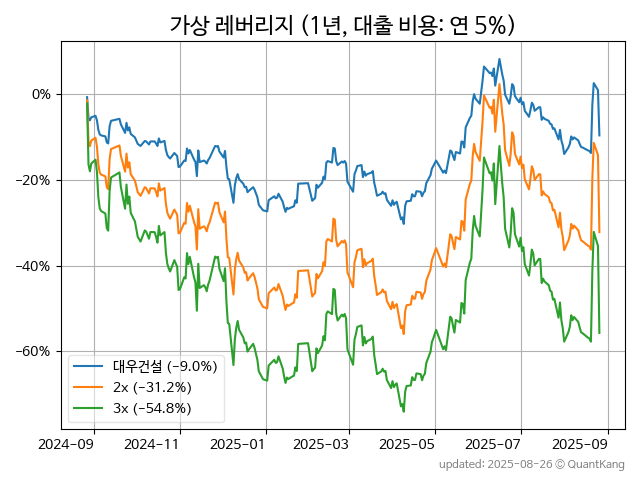 가상 레버리지 (1년, 대출 비용: 연 5%)
0%
−20%
−40%
−60%
대우건설 (−9.0%)
2x (−31.2%)
3x (−54.8%)
2024-09 2024-11 2025-01 2025-03 2025-05 2025-07 2025-09
updated: 2025-08-26 © QuantKang